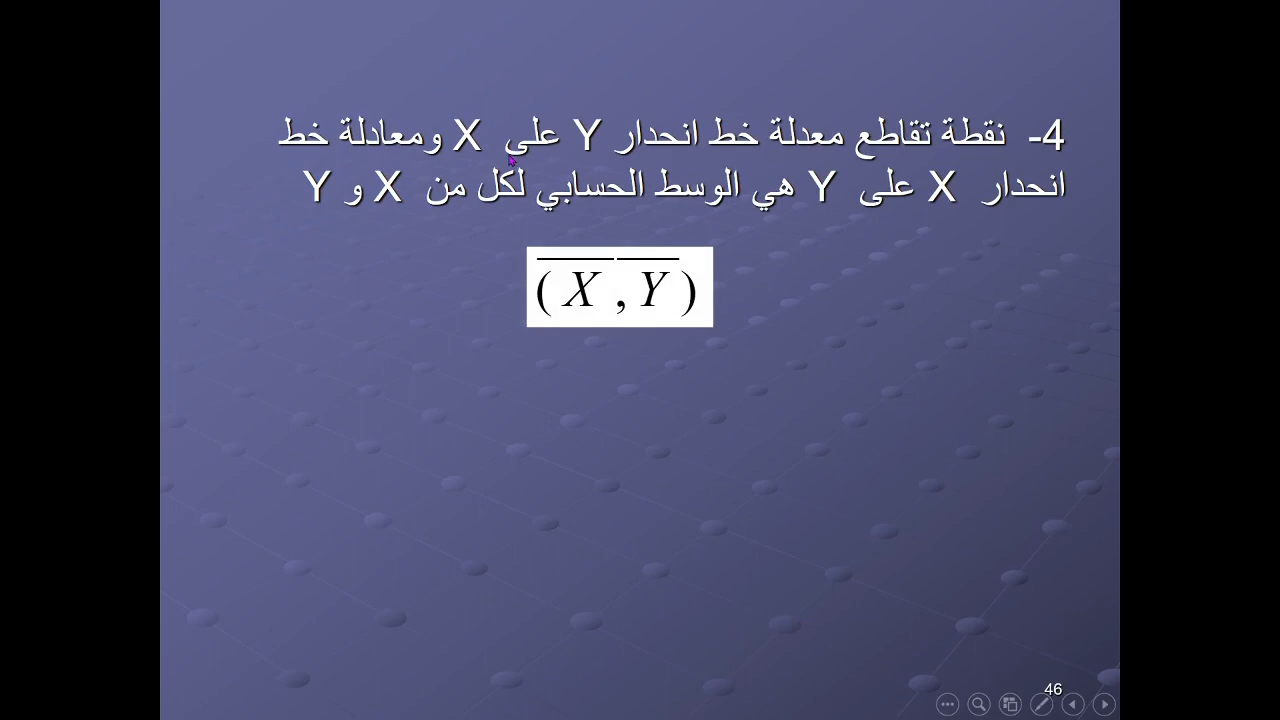 4- نقطة تقاطع معدلة خط انحدار Y على X ومعادلة خط
انحدار X على Y هي الوسط الحسابي لكل من X و Y
(X̅ , Y̅)
46